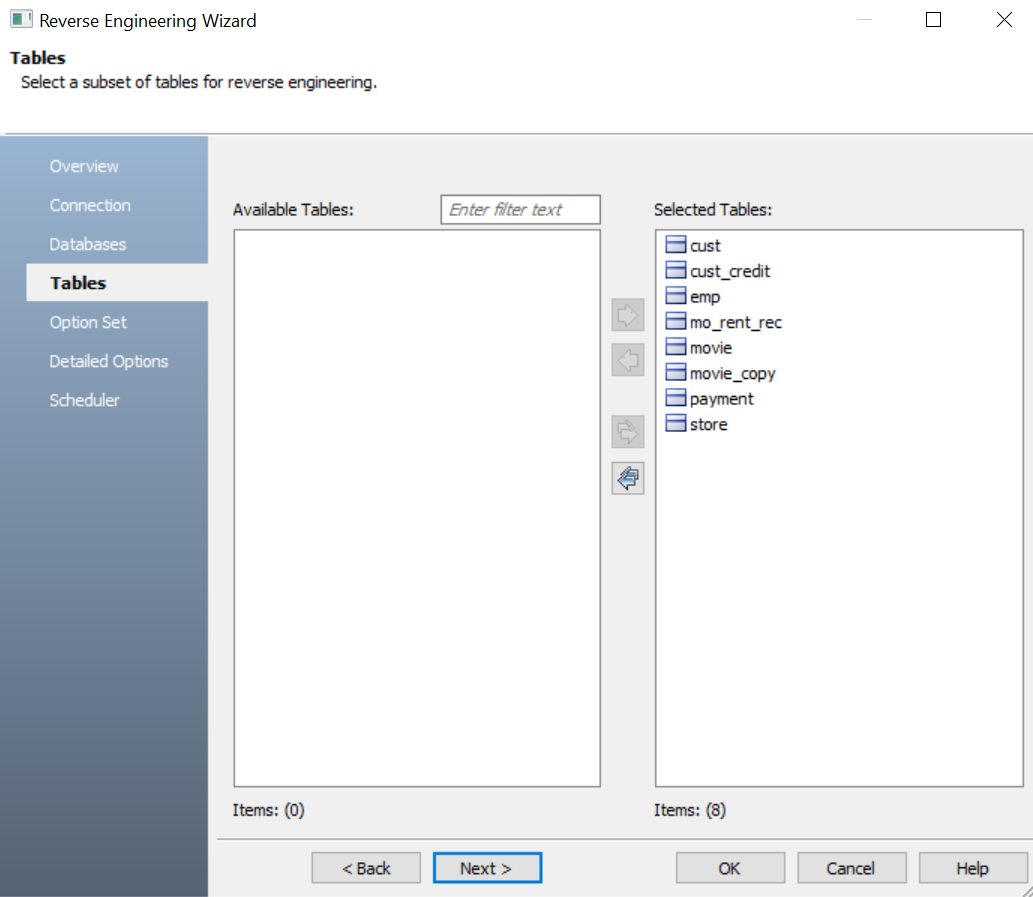 Reverse Engineering Wizard
Tables
Select a subset of tables for reverse engineering.
Overview
Connection
Databases
Tables
Option Set
Detailed Options
Scheduler
Available Tables:
Enter filter text
Items: (0)
Selected Tables:
cust
cust_credit
emp
mo_rent_rec
movie
movie_copy
payment
store
Items: (8)
< Back
Next >
OK
Cancel
Help